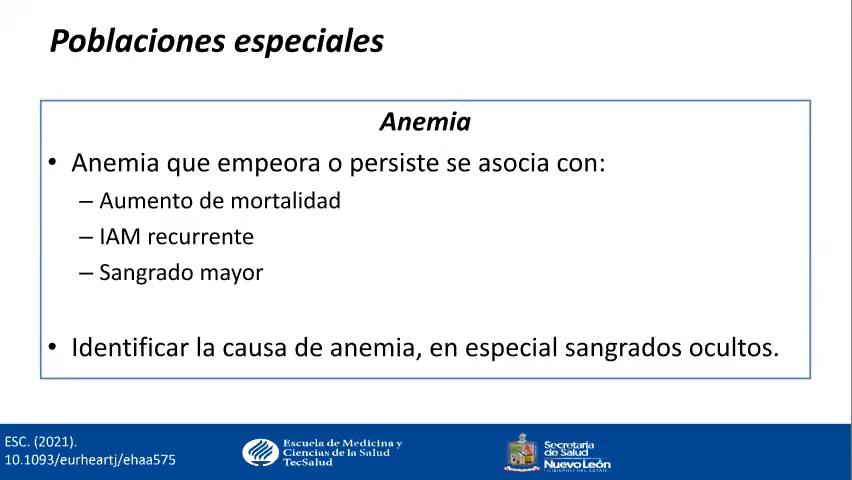 Poblaciones especiales
Anemia
• Anemia que empeora o persiste se asocia con:
– Aumento de mortalidad
– IAM recurrente
– Sangrado mayor
• Identificar la causa de anemia, en especial sangrados ocultos.
ESC. (2021).
10.1093/eurheartj/ehaa575
Escuela de Medicina y
Ciencias de la Salud
TecSalud
Secretaría
de Salud
Nuevo León